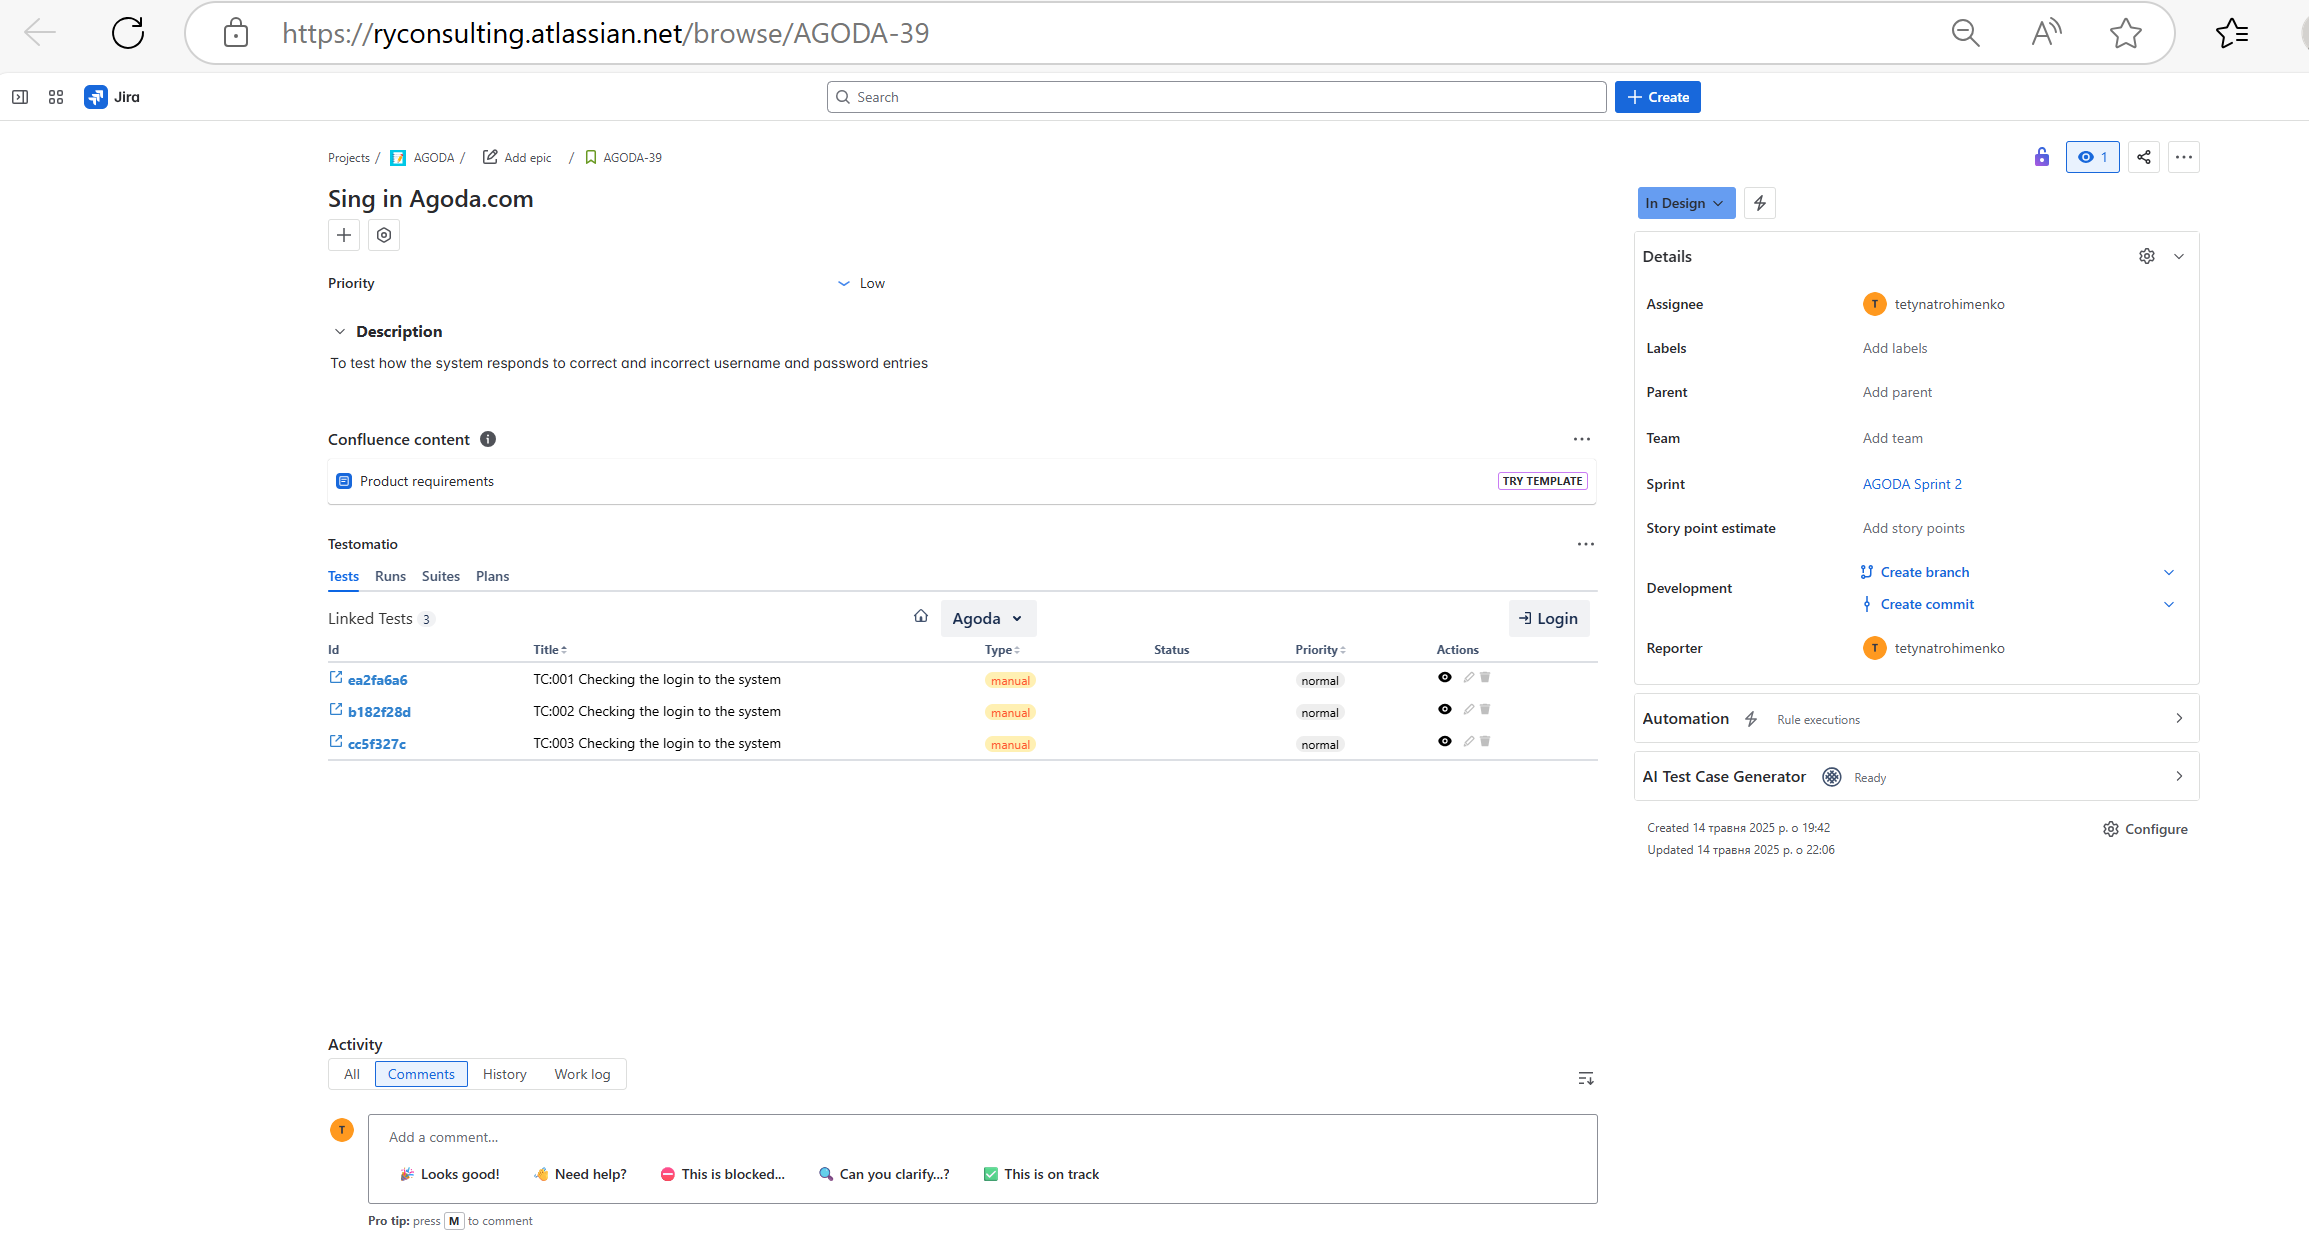 https://ryconsulting.atlassian.net/browse/AGODA-39
Jira
Search
Create
Projects / AGODA / Add epic / AGODA-39
1
Sing in Agoda.com
In Design
Priority
Low
Description
To test how the system responds to correct and incorrect username and password entries
Confluence content
Product requirements
TRY TEMPLATE
Testomatio
Tests Runs Suites Plans
Linked Tests 3
Agoda
Login
Id Title Type Status Priority Actions
ea2fa6a6 TC:001 Checking the login to the system manual normal
b182f28d TC:002 Checking the login to the system manual normal
cc5f327c TC:003 Checking the login to the system manual normal
Details
Assignee T tetynatrohimenko
Labels Add labels
Parent Add parent
Team Add team
Sprint AGODA Sprint 2
Story point estimate Add story points
Development
Create branch
Create commit
Reporter T tetynatrohimenko
Automation Rule executions
AI Test Case Generator Ready
Created 14 травня 2025 р. о 19:42
Updated 14 травня 2025 р. о 22:06
Configure
Activity
All Comments History Work log
T
Add a comment...
Looks good! Need help? This is blocked... Can you clarify...? This is on track
Pro tip: press M to comment